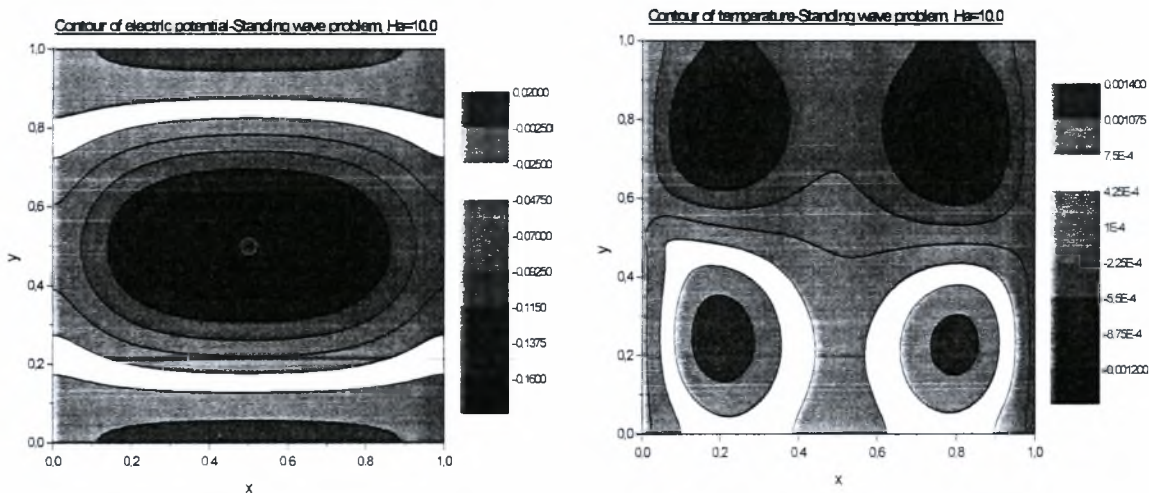 Contour of electric potential-Standing wave problem, Ha=10.0
1,0
0,8
0,6
0,4
0,2
0,0
y
0,0 0,2 0,4 0,6 0,8 1,0
x
0,02000
-0,002501
-0,02500
-0,04750
-0,07000
-0,09250
-0,1150
-0,1375
-0,1600
Contour of temperature-Standing wave problem, Ha=10.0
1,0
0,8
0,6
0,4
0,2
0,0
y
0,0 0,2 0,4 0,6 0,8 1,0
x
0,001400
0,001075
7,5E-4
4,25E-4
1E-4
-2,25E-4
-5,5E-4
-8,75E-4
-0,001200